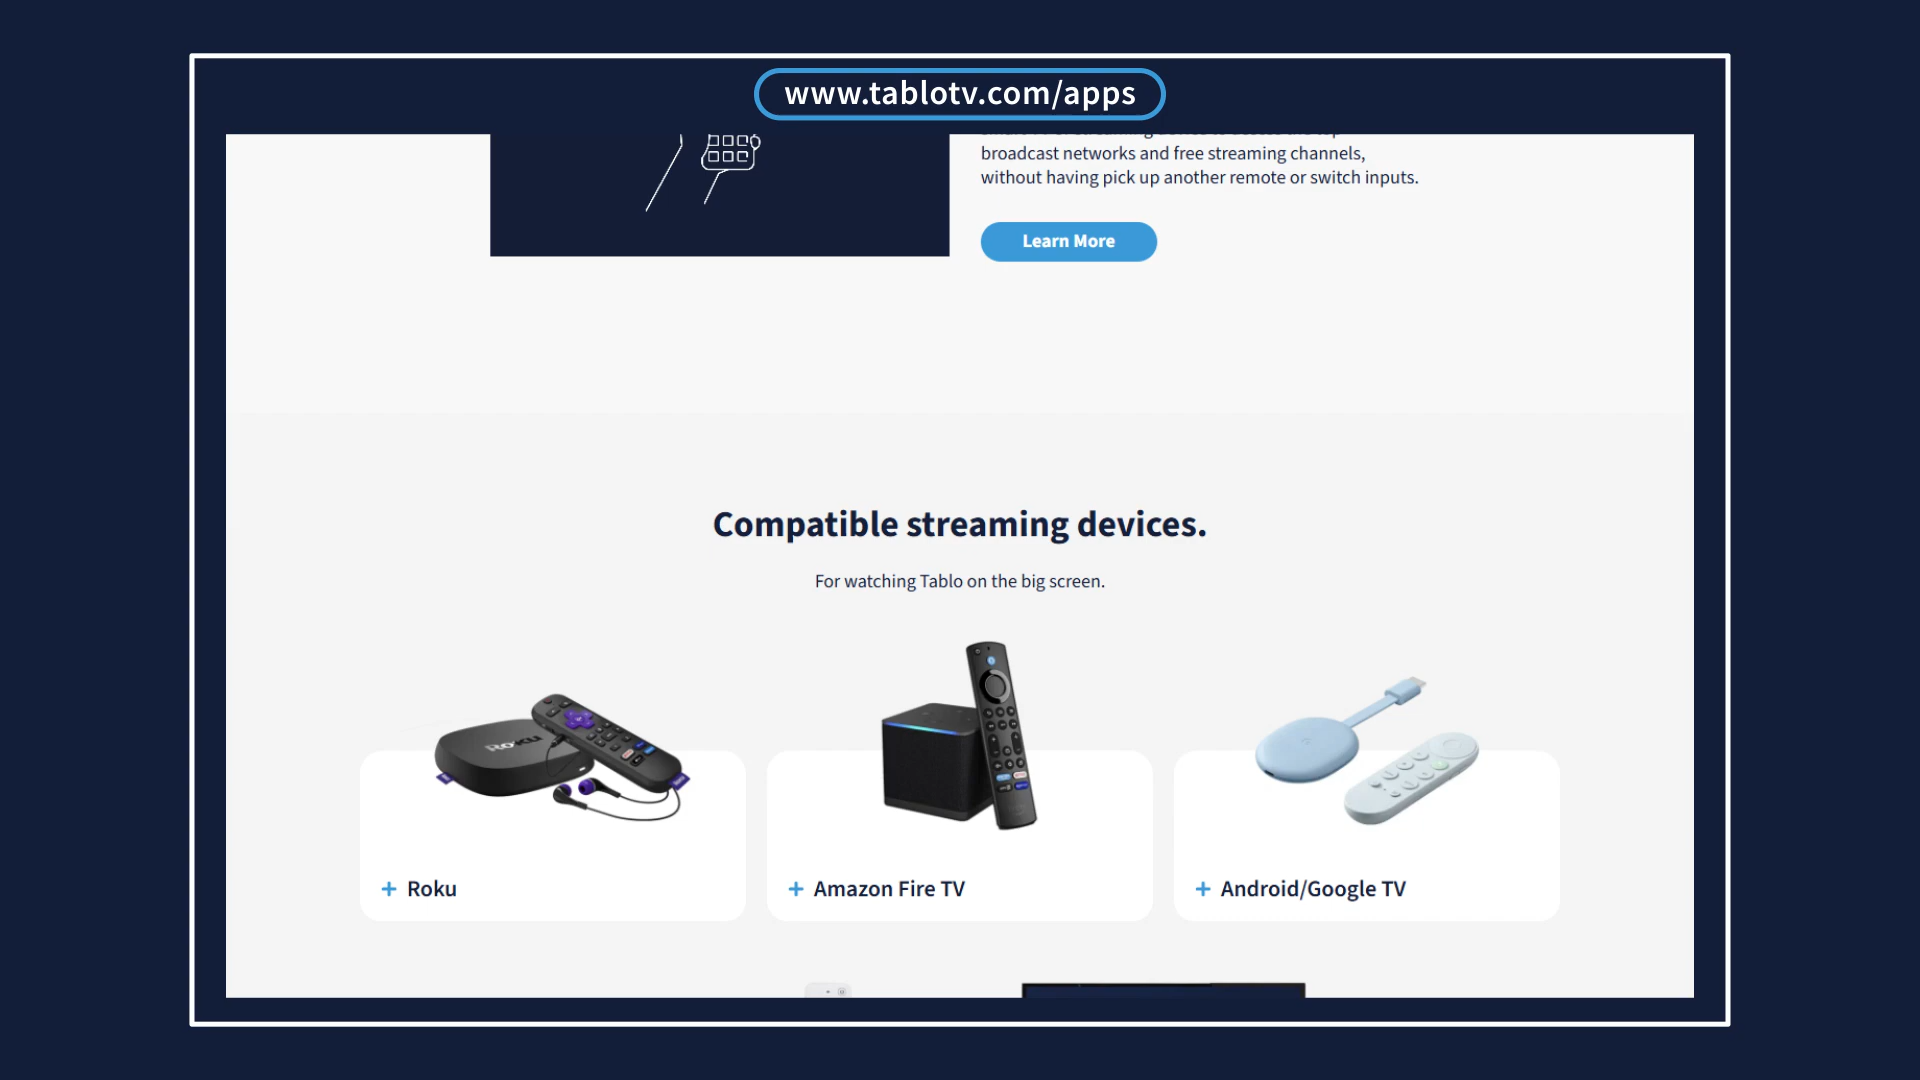 www.tablotv.com/apps
broadcast networks and free streaming channels,
without having pick up another remote or switch inputs.
Learn More
Compatible streaming devices.
For watching Tablo on the big screen.
Roku
+ Roku
+ Amazon Fire TV
+ Android/Google TV